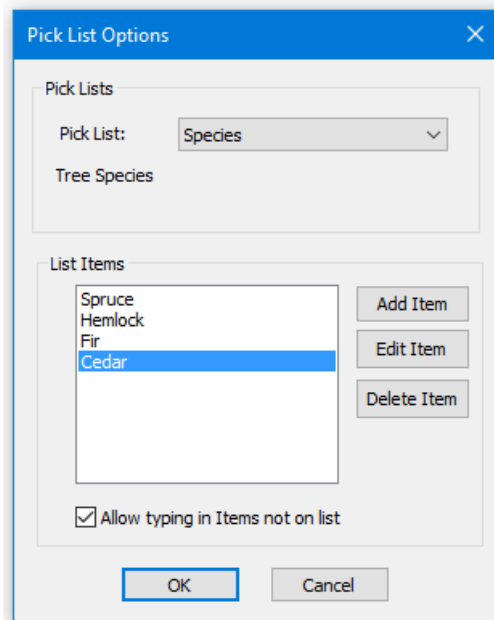 Pick List Options
Pick Lists
Pick List: Species
Tree Species
List Items
Spruce
Hemlock
Fir
Cedar
Add Item
Edit Item
Delete Item
Allow typing in Items not on list
OK Cancel